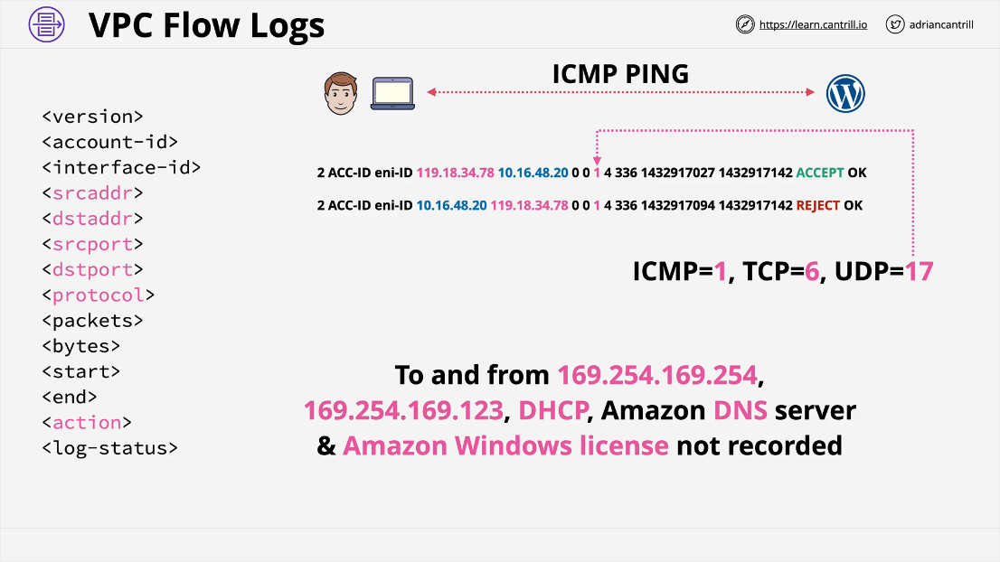 VPC Flow Logs
https://learn.cantrill.io
adriancantrill
ICMP PING
<version>
<account-id>
<interface-id>
<srcaddr>
<dstaddr>
<srcport>
<dstport>
<protocol>
<packets>
<bytes>
<start>
<end>
<action>
<log-status>
2 ACC-ID eni-ID 119.18.34.78 10.16.48.20 0 0 1 4 336 1432917027 1432917142 ACCEPT OK
2 ACC-ID eni-ID 10.16.48.20 119.18.34.78 0 0 1 4 336 1432917094 1432917142 REJECT OK
ICMP=1, TCP=6, UDP=17
To and from 169.254.169.254,
169.254.169.123, DHCP, Amazon DNS server
& Amazon Windows license not recorded